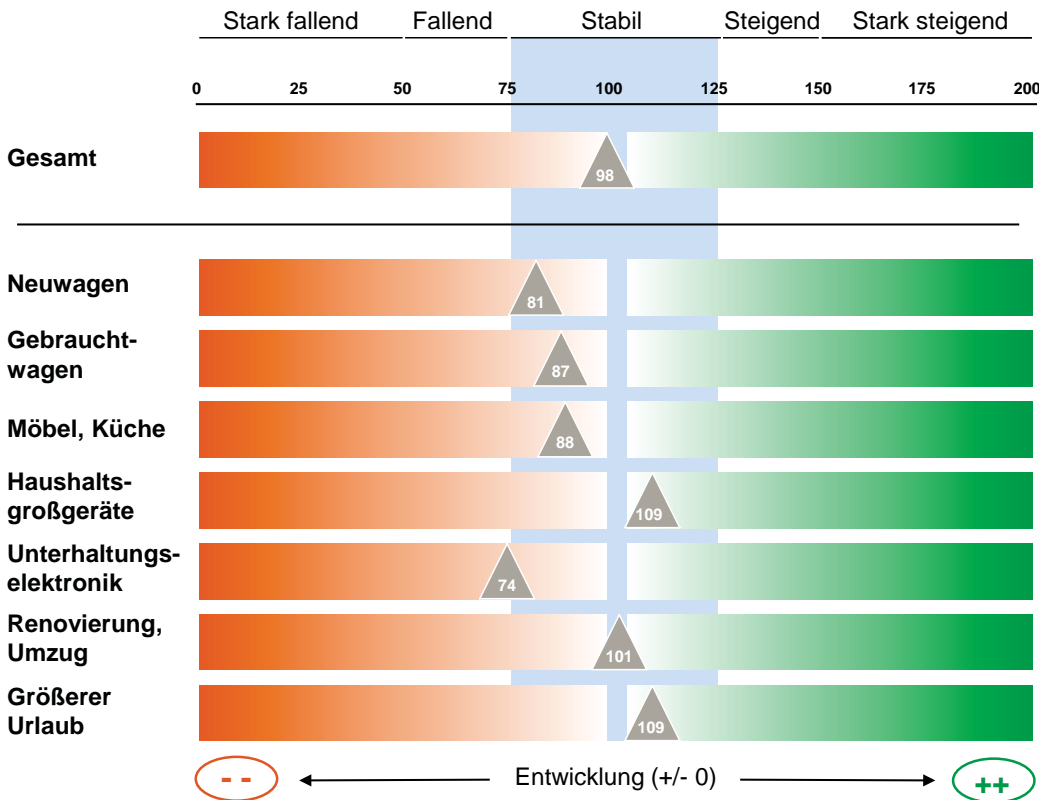 Stark fallend Fallend Stabil Steigend Stark steigend
0 25 50 75 100 125 150 175 200
Gesamt
98
Neuwagen
81
Gebraucht-
wagen
87
Möbel, Küche
88
Haushalts-
großgeräte
109
Unterhaltungs-
elektronik
74
Renovierung,
Umzug
101
Größerer
Urlaub
109
- - Entwicklung (+/- 0) ++